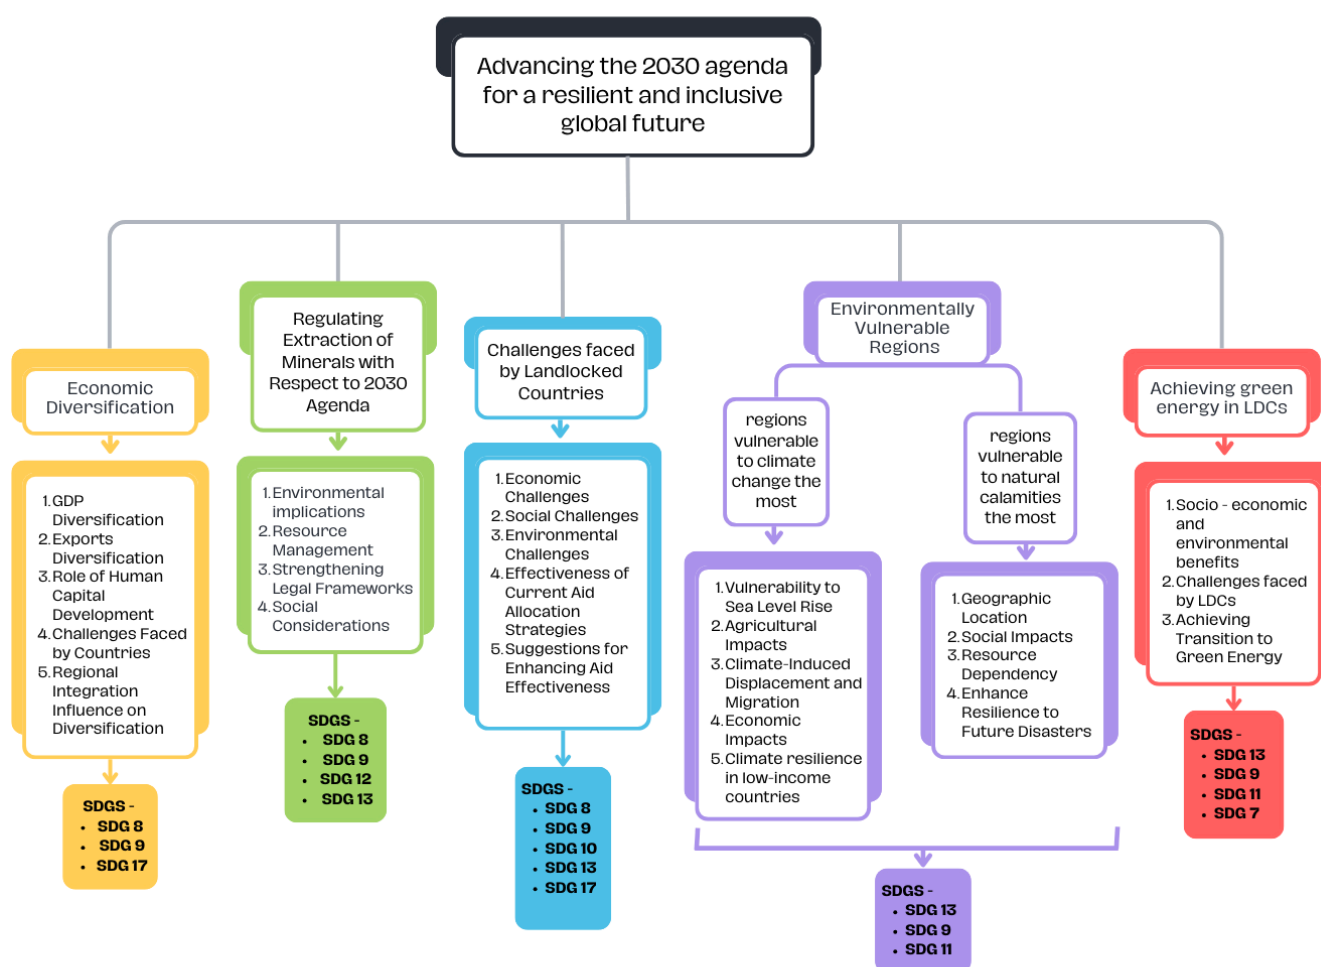 Advancing the 2030 agenda
for a resilient and inclusive
global future
Economic
Diversification
1. GDP
Diversification
2. Exports
Diversification
3. Role of Human
Capital
Development
4. Challenges Faced
by Countries
5. Regional
Integration
Influence on
Diversification
SDGS -
• SDG 8
• SDG 9
• SDG 17
Regulating
Extraction of
Minerals with
Respect to 2030
Agenda
1. Environmental
implications
2. Resource
Management
3. Strengthening
Legal Frameworks
4. Social
Considerations
SDGS -
• SDG 8
• SDG 9
• SDG 12
• SDG 13
Challenges faced
by Landlocked
Countries
1. Economic
Challenges
2. Social Challenges
3. Environmental
Challenges
4. Effectiveness of
Current Aid
Allocation
Strategies
5. Suggestions for
Enhancing Aid
Effectiveness
SDGS -
• SDG 8
• SDG 9
• SDG 10
• SDG 13
• SDG 17
Environmentally
Vulnerable
Regions
regions
vulnerable
to climate
change the
most
1. Vulnerability to
Sea Level Rise
2. Agricultural
Impacts
3. Climate-Induced
Displacement and
Migration
4. Economic
Impacts
5. Climate resilience
in low-income
countries
regions
vulnerable
to natural
calamities
the most
1. Geographic
Location
2. Social Impacts
3. Resource
Dependency
4. Enhance
Resilience to
Future Disasters
SDGS -
• SDG 13
• SDG 9
• SDG 11
Achieving green
energy in LDCs
1. Socio - economic
and
environmental
benefits
2. Challenges faced
by LDCs
3. Achieving
Transition to
Green Energy
SDGS -
• SDG 13
• SDG 9
• SDG 11
• SDG 7